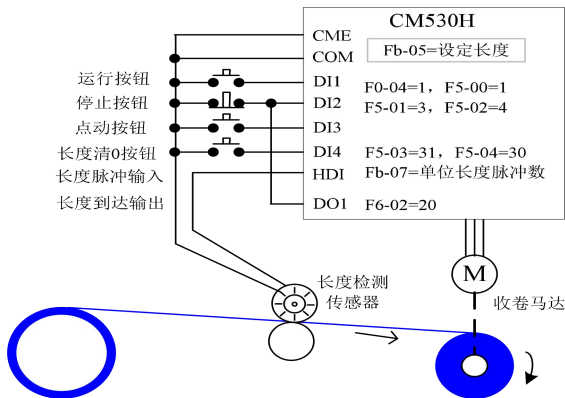 CM530H
CME
Fb-05=设定长度
COM
运行按钮
DI1
F0-04=1，F5-00=1
停止按钮
DI2
F5-01=3，F5-02=4
点动按钮
DI3
长度清0按钮
DI4
F5-03=31，F5-04=30
长度脉冲输入
HDI
Fb-07=单位长度脉冲数
长度到达输出
DO1
F6-02=20
长度检测
传感器
M
收卷马达